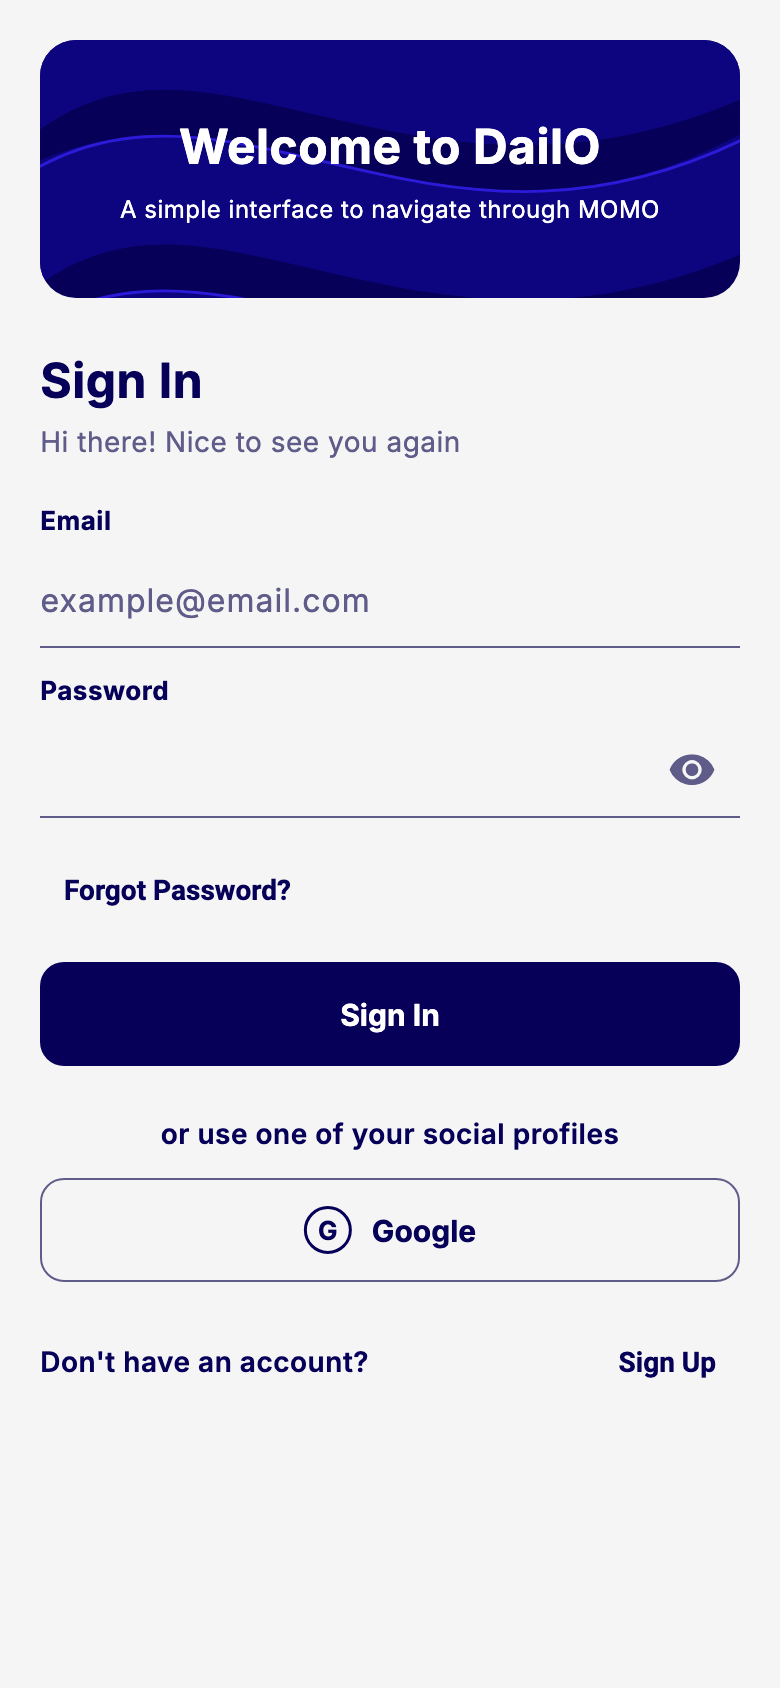 Welcome to DailO
A simple interface to navigate through MOMO
Sign In
Hi there! Nice to see you again
Email
example@email.com
Password
Forgot Password?
Sign In
or use one of your social profiles
G Google
Don't have an account? Sign Up